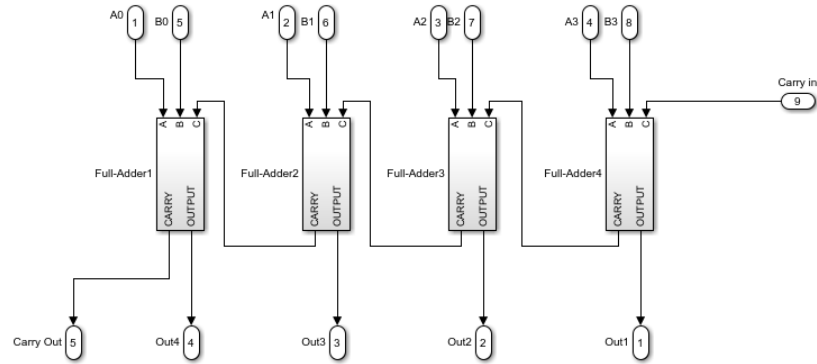 A0 1 B0 5 A1 2 B1 6 A2 3 B2 7 A3 4 B3 8
Carry in
9
A B C A B C A B C A B C
Full-Adder1 Full-Adder2 Full-Adder3 Full-Adder4
CARRY OUTPUT CARRY OUTPUT CARRY OUTPUT CARRY OUTPUT
Carry Out 5 Out4 4 Out3 3 Out2 2 Out1 1